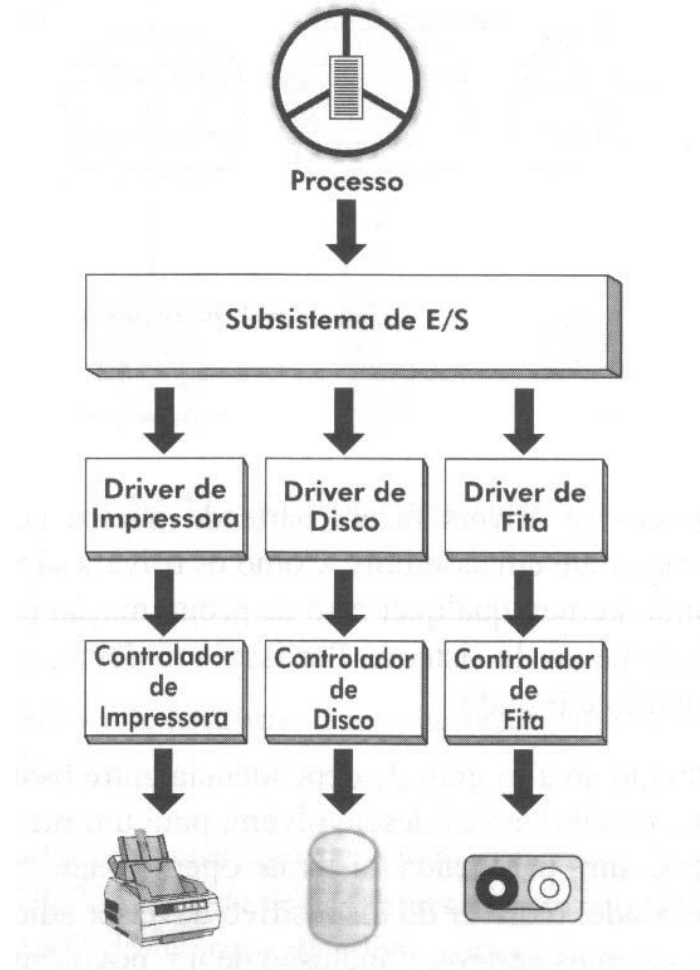 Processo
Subsistema de E/S
Driver de
Impressora
Driver de
Disco
Driver de
Fita
Controlador
de
Impressora
Controlador
de
Disco
Controlador
de
Fita